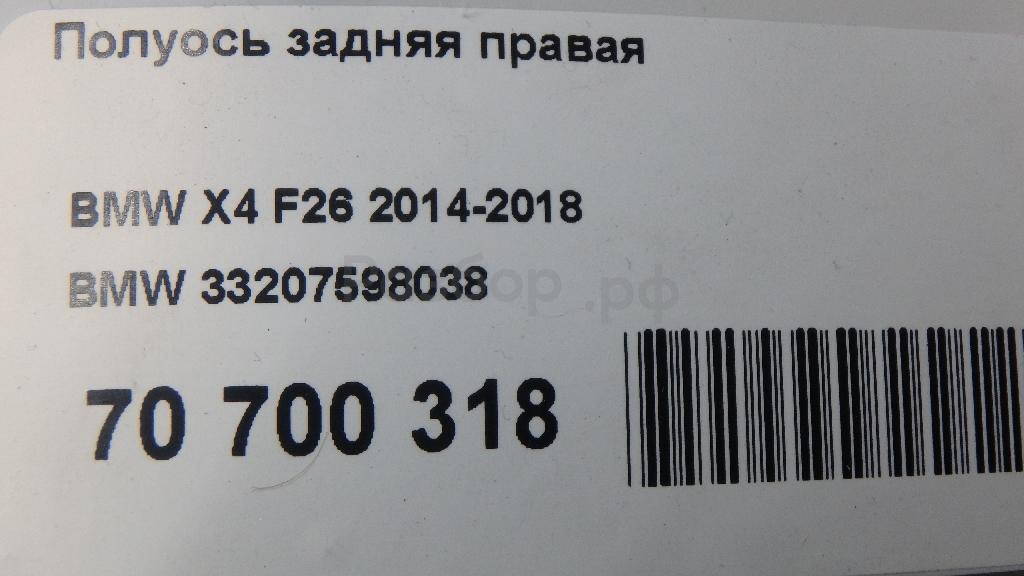 Полуось задняя правая
BMW X4 F26 2014-2018
BMW 33207598038
70 700 318